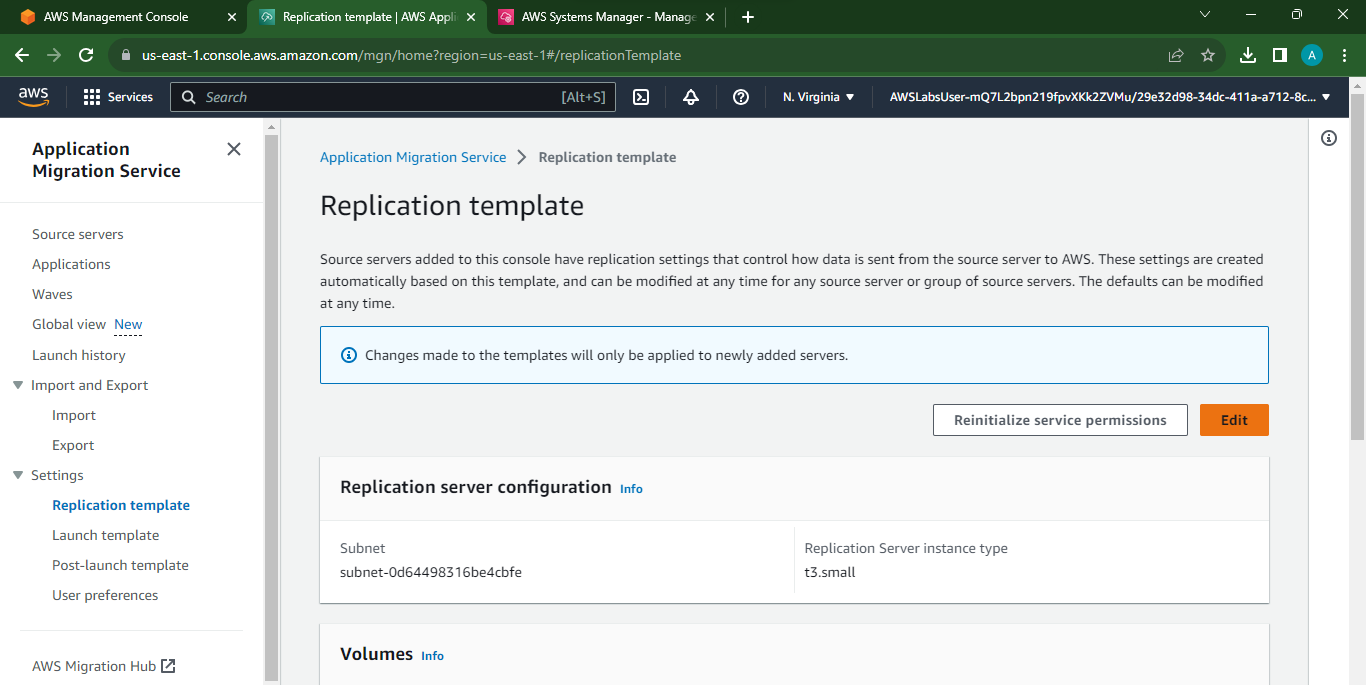 AWS Management Console
Replication template | AWS Appli
AWS Systems Manager - Manage
us-east-1.console.aws.amazon.com/mgn/home?region=us-east-1#/replicationTemplate
A
aws
Services
Search
[Alt+S]
N. Virginia
AWSLabsUser-mQ7L2bpn219fpvXKk2ZVMu/29e32d98-34dc-411a-a712-8c...
Application
Migration Service
Source servers
Applications
Waves
Global view New
Launch history
Import and Export
Import
Export
Settings
Replication template
Launch template
Post-launch template
User preferences
AWS Migration Hub
Application Migration Service > Replication template
Replication template
Source servers added to this console have replication settings that control how data is sent from the source server to AWS. These settings are created
automatically based on this template, and can be modified at any time for any source server or group of source servers. The defaults can be modified
at any time.
Changes made to the templates will only be applied to newly added servers.
Reinitialize service permissions
Edit
Replication server configuration Info
Subnet
subnet-0d64498316be4cbfe
Replication Server instance type
t3.small
Volumes Info